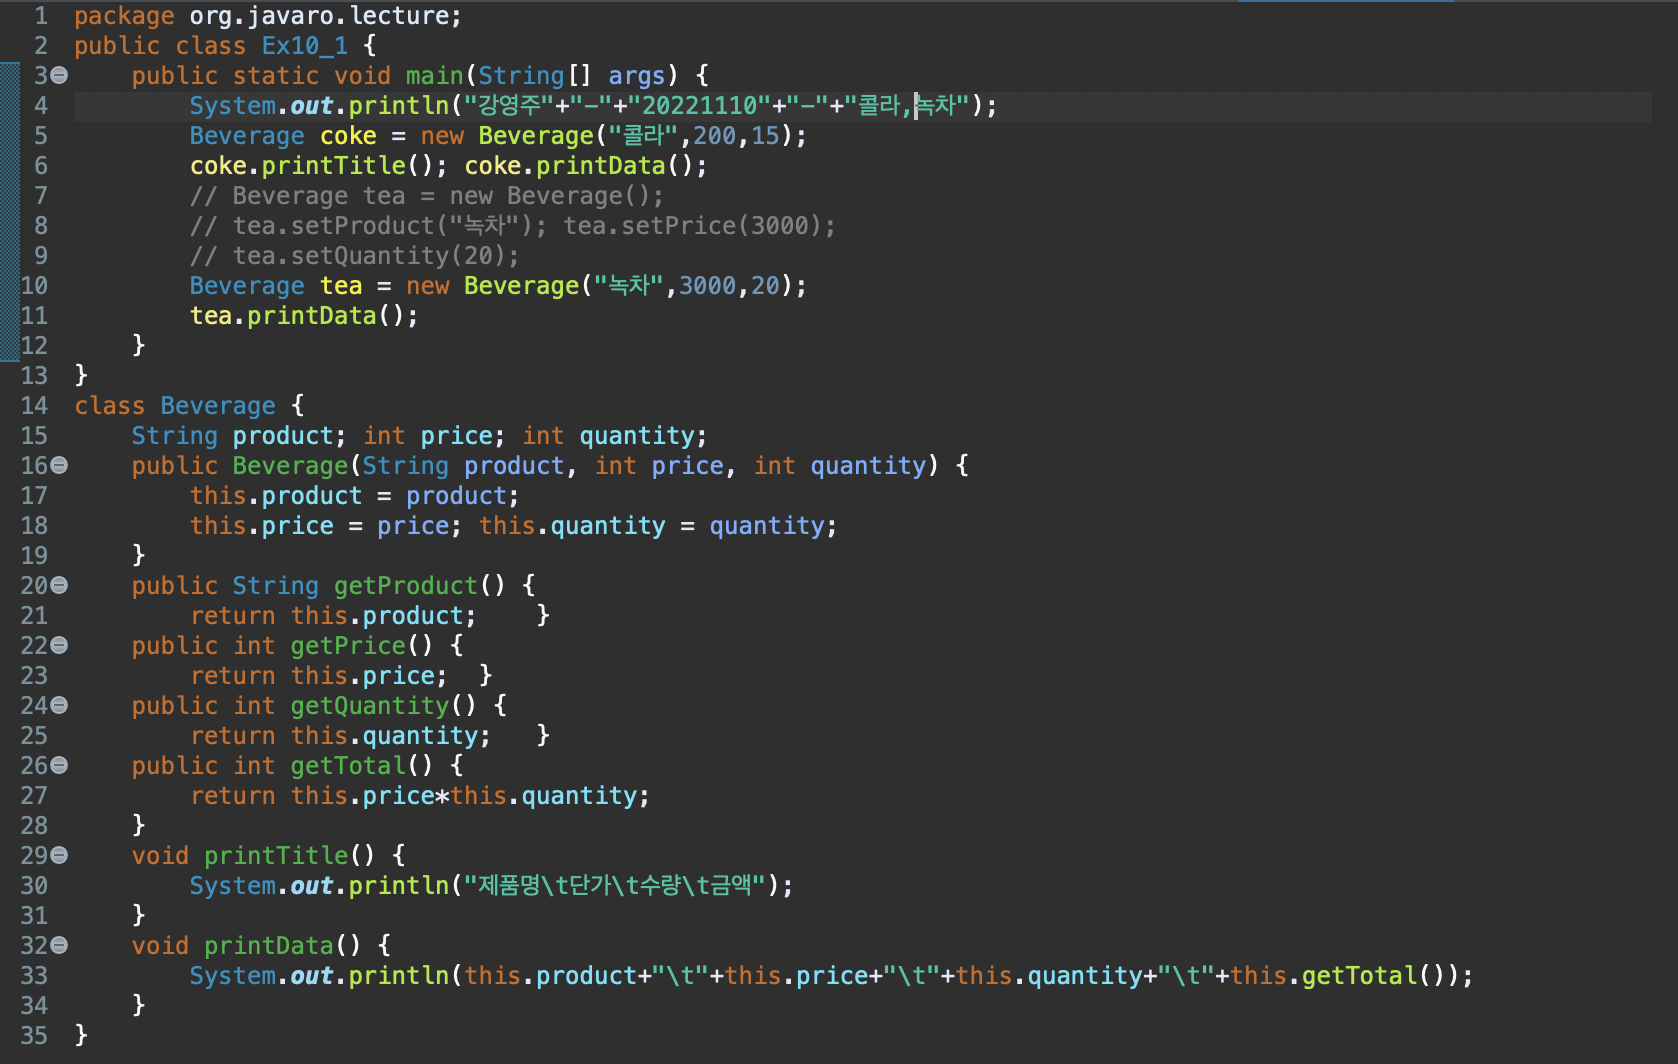 1 package org.javaro.lecture;
2 public class Ex10_1 {
3 public static void main(String[] args) {
4 System.out.println("강영주"+"-"+"20221110"+"-"+"콜라,녹차");
5 Beverage coke = new Beverage("콜라",200,15);
6 coke.printTitle(); coke.printData();
7 // Beverage tea = new Beverage();
8 // tea.setProduct("녹차"); tea.setPrice(3000);
9 // tea.setQuantity(20);
10 Beverage tea = new Beverage("녹차",3000,20);
11 tea.printData();
12 }
13 }
14 class Beverage {
15 String product; int price; int quantity;
16 public Beverage(String product, int price, int quantity) {
17 this.product = product;
18 this.price = price; this.quantity = quantity;
19 }
20 public String getProduct() {
21 return this.product; }
22 public int getPrice() {
23 return this.price; }
24 public int getQuantity() {
25 return this.quantity; }
26 public int getTotal() {
27 return this.price*this.quantity;
28 }
29 void printTitle() {
30 System.out.println("제품명\t단가\t수량\t금액");
31 }
32 void printData() {
33 System.out.println(this.product+"\t"+this.price+"\t"+this.quantity+"\t"+this.getTotal());
34 }
35 }